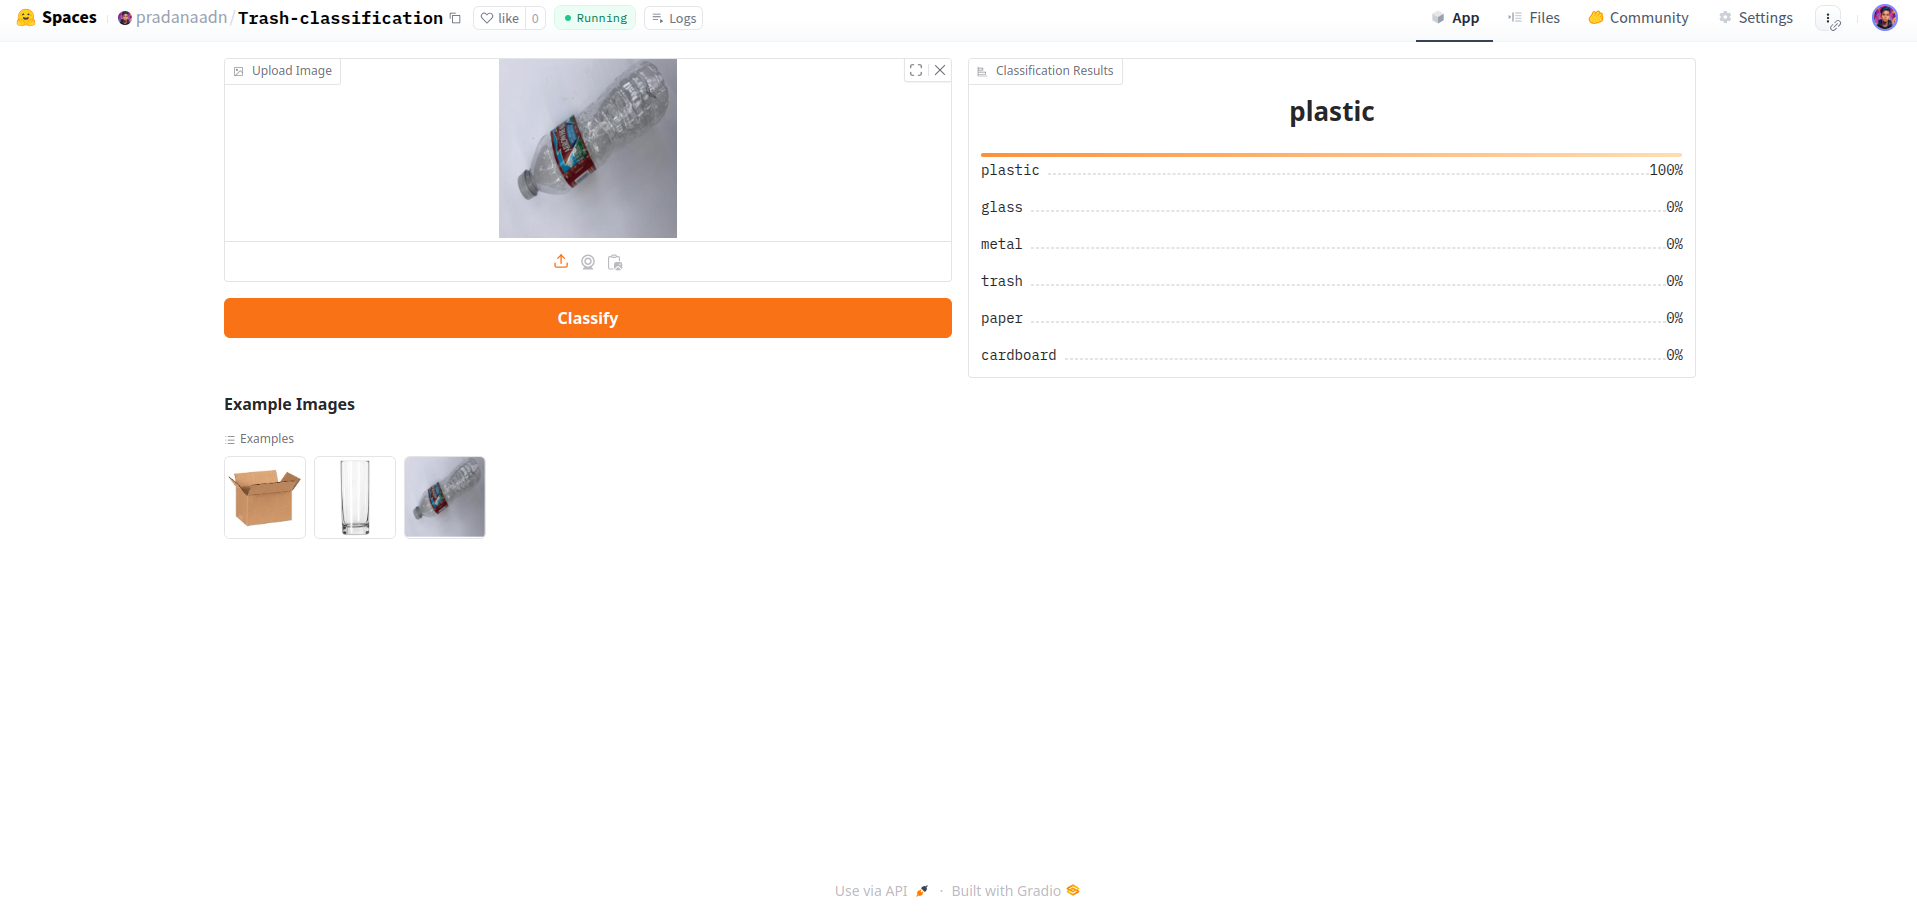 Spaces pradanaadn/Trash-classification like 0 Running Logs App Files Community Settings
Upload Image
Classify
Classification Results
plastic
plastic 100%
glass 0%
metal 0%
trash 0%
paper 0%
cardboard 0%
Example Images
Examples
Use via API · Built with Gradio